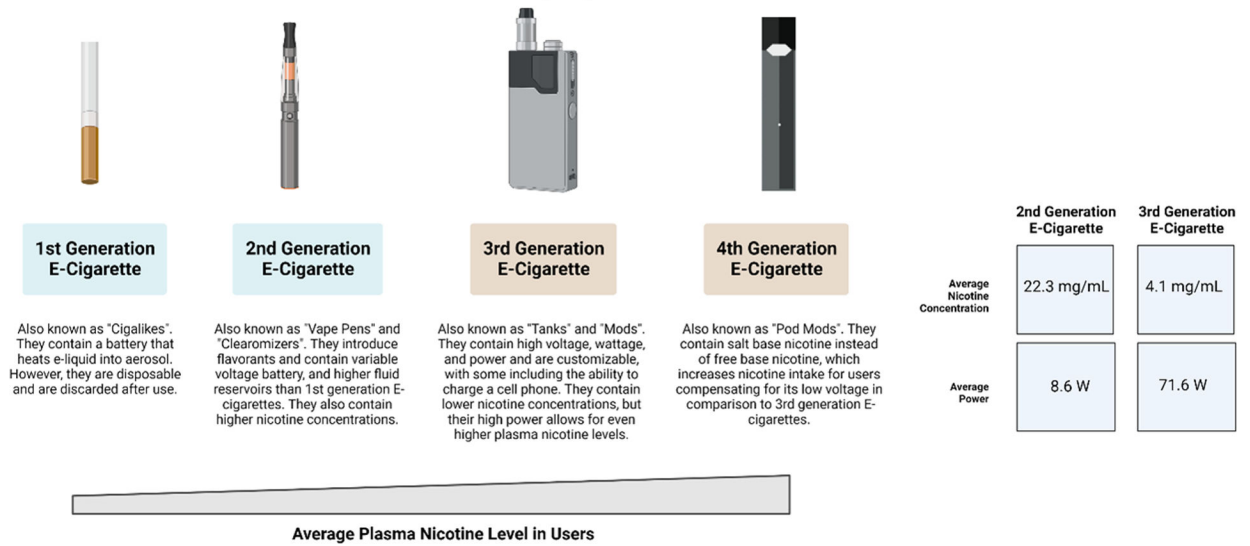 1st Generation
E-Cigarette
Also known as "Cigalikes".
They contain a battery that
heats e-liquid into aerosol.
However, they are disposable
and are discarded after use.
2nd Generation
E-Cigarette
Also known as "Vape Pens" and
"Clearomizers". They introduce
flavorants and contain variable
voltage battery, and higher fluid
reservoirs than 1st generation E-
cigarettes. They also contain
higher nicotine concentrations.
3rd Generation
E-Cigarette
Also known as "Tanks" and "Mods".
They contain high voltage, wattage,
and power and are customizable,
with some including the ability to
charge a cell phone. They contain
lower nicotine concentrations, but
their high power allows for even
higher plasma nicotine levels.
4th Generation
E-Cigarette
Also known as "Pod Mods". They
contain salt base nicotine instead
of free base nicotine, which
increases nicotine intake for users
compensating for its low voltage in
comparison to 3rd generation E-
cigarettes.
Average Plasma Nicotine Level in Users
2nd Generation
E-Cigarette
3rd Generation
E-Cigarette
Average
Nicotine
Concentration
22.3 mg/mL
4.1 mg/mL
Average
Power
8.6 W
71.6 W